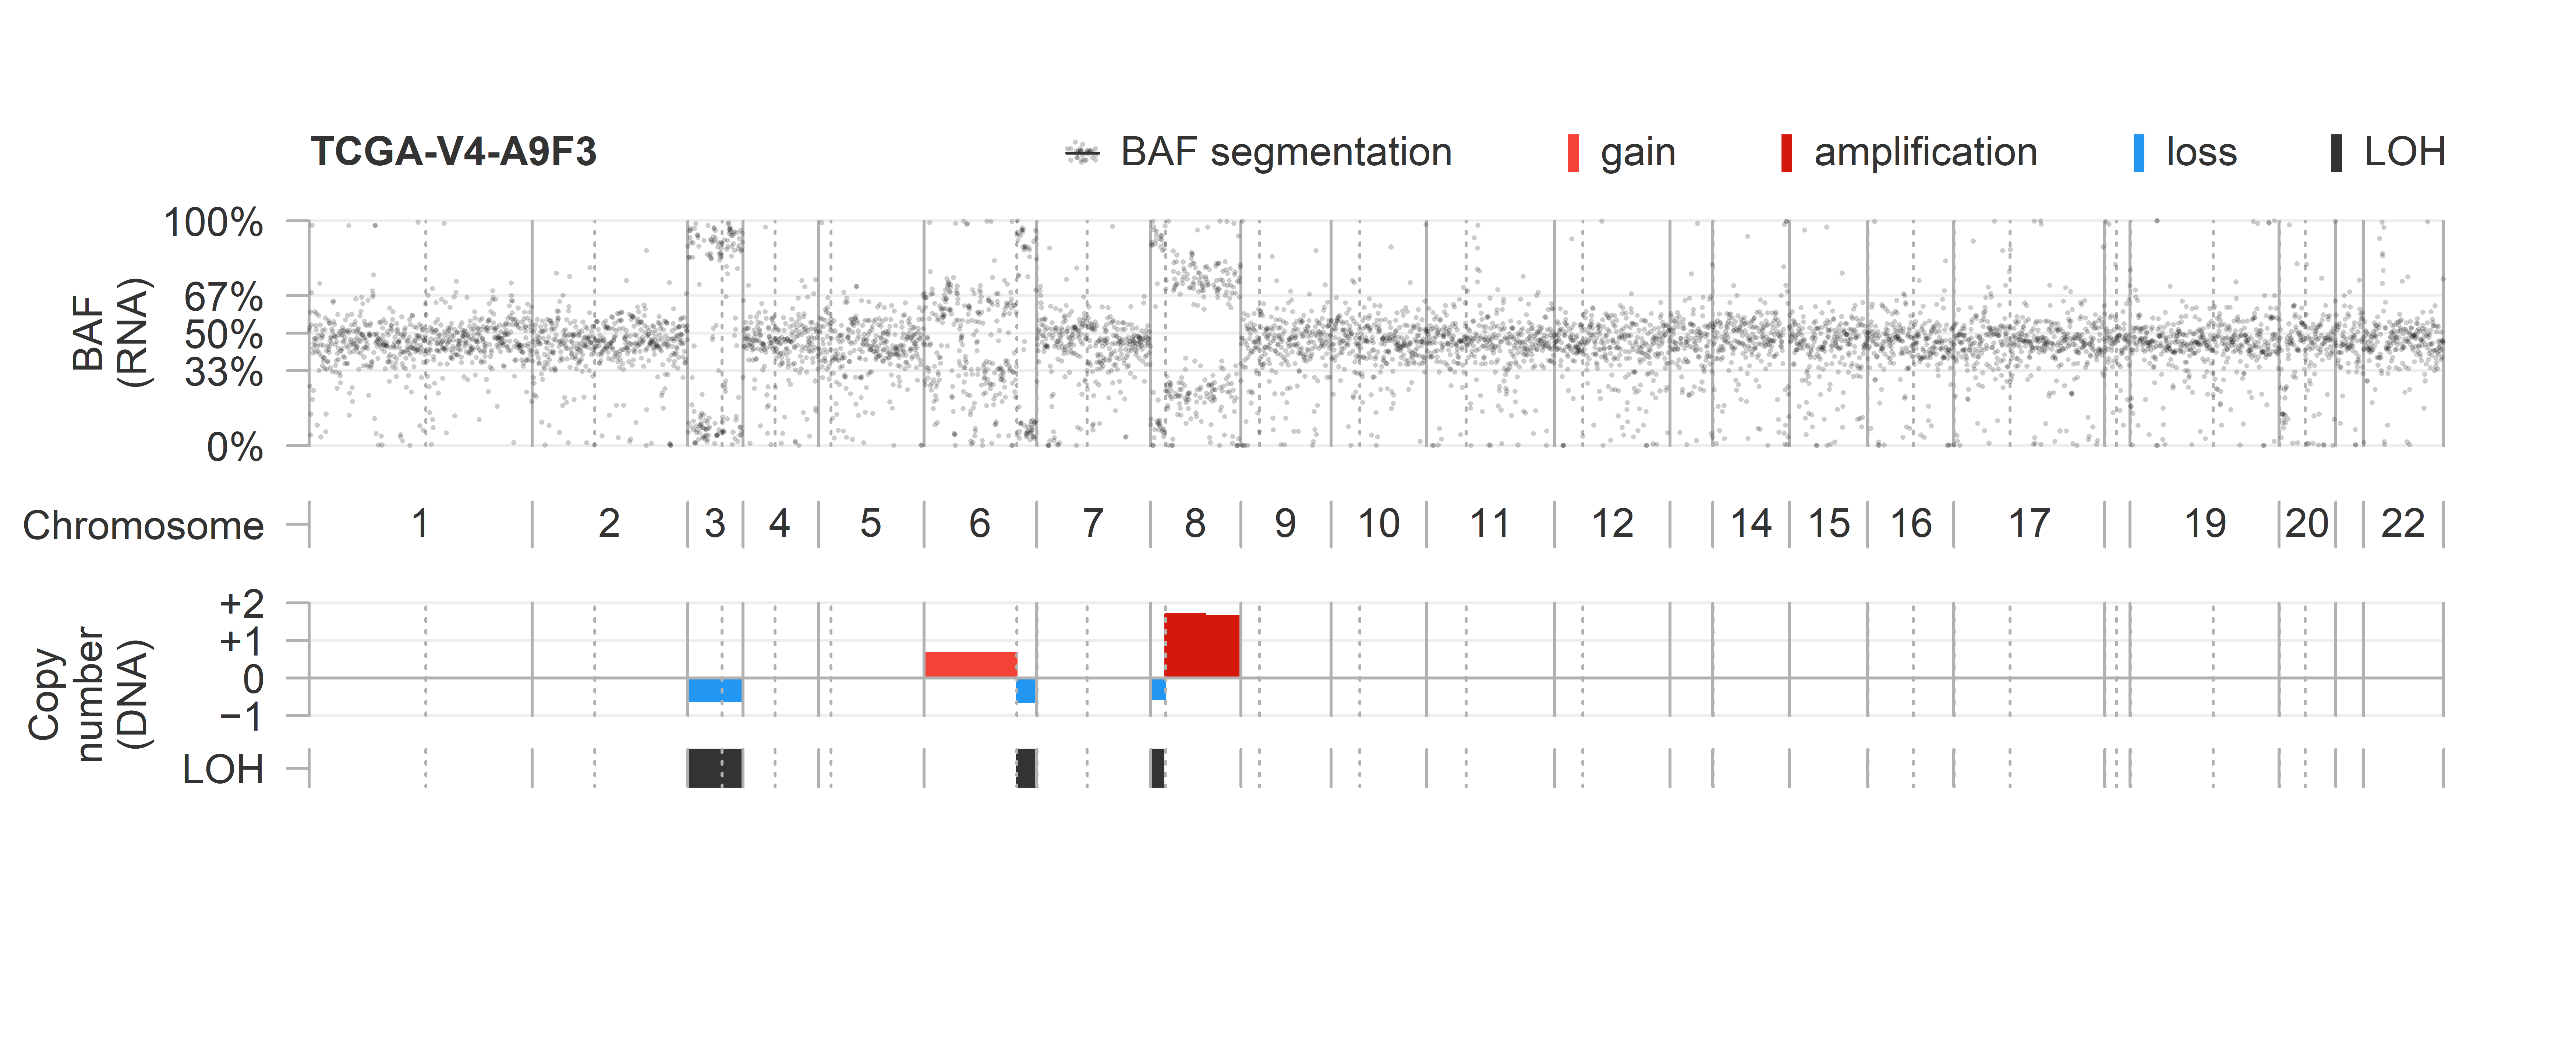 TCGA-V4-A9F3
BAF segmentation
gain
amplification
loss
LOH
BAF
(RNA)
100%
67%
50%
33%
0%
Chromosome
1 2 3 4 5 6 7 8 9 10 11 12 14 15 16 17 19 20 22
Copy
number
(DNA)
+2
+1
0
−1
LOH